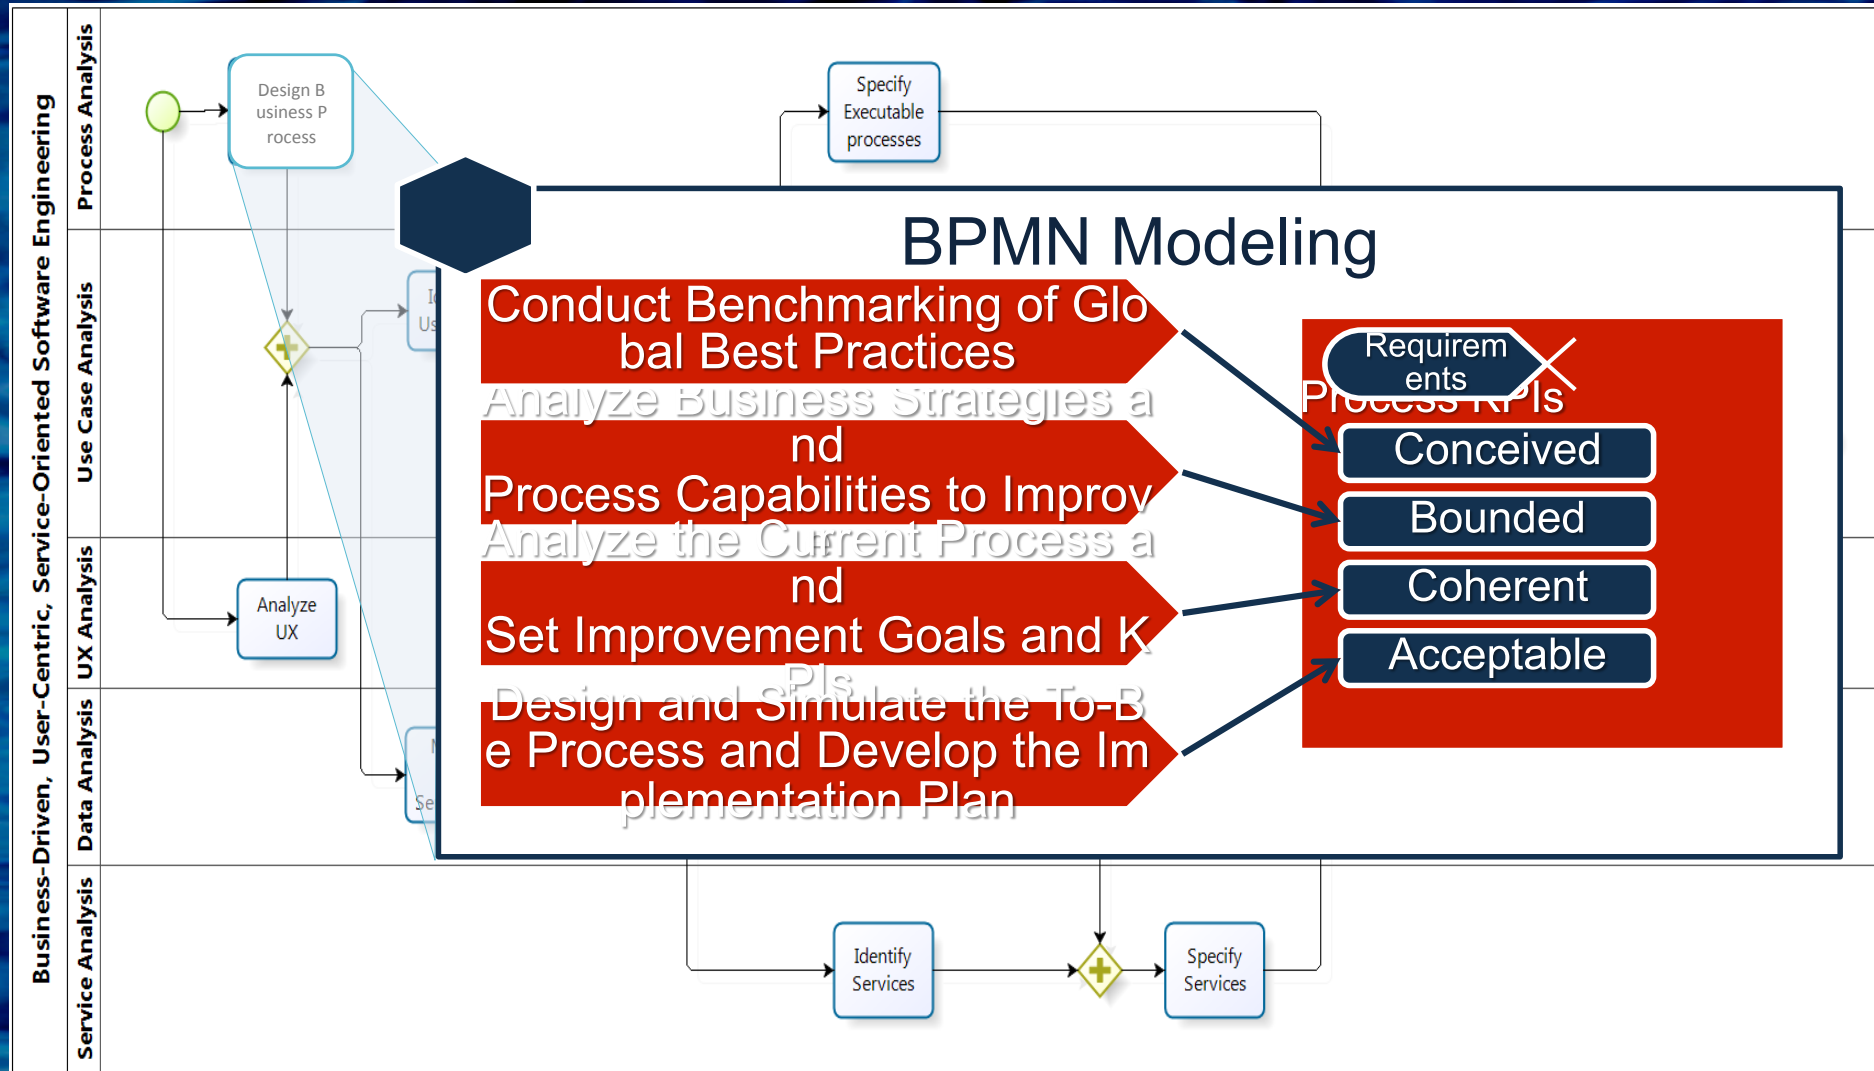 Business-Driven, User-Centric, Service-Oriented Software Engineering
Process Analysis
Use Case Analysis
UX Analysis
Data Analysis
Service Analysis
Design B
usiness P
rocess
Specify
Executable
processes
Analyze
UX
Identify
Services
Specify
Services
BPMN Modeling
Conduct Benchmarking of Glo
bal Best Practices
Analyze Business Strategies a
nd
Process Capabilities to Improv
Analyze the Current Process a
nd
Set Improvement Goals and K
PIs
Design and Simulate the To-B
e Process and Develop the Im
plementation Plan
Requirem
ents
Process KPIs
Conceived
Bounded
Coherent
Acceptable